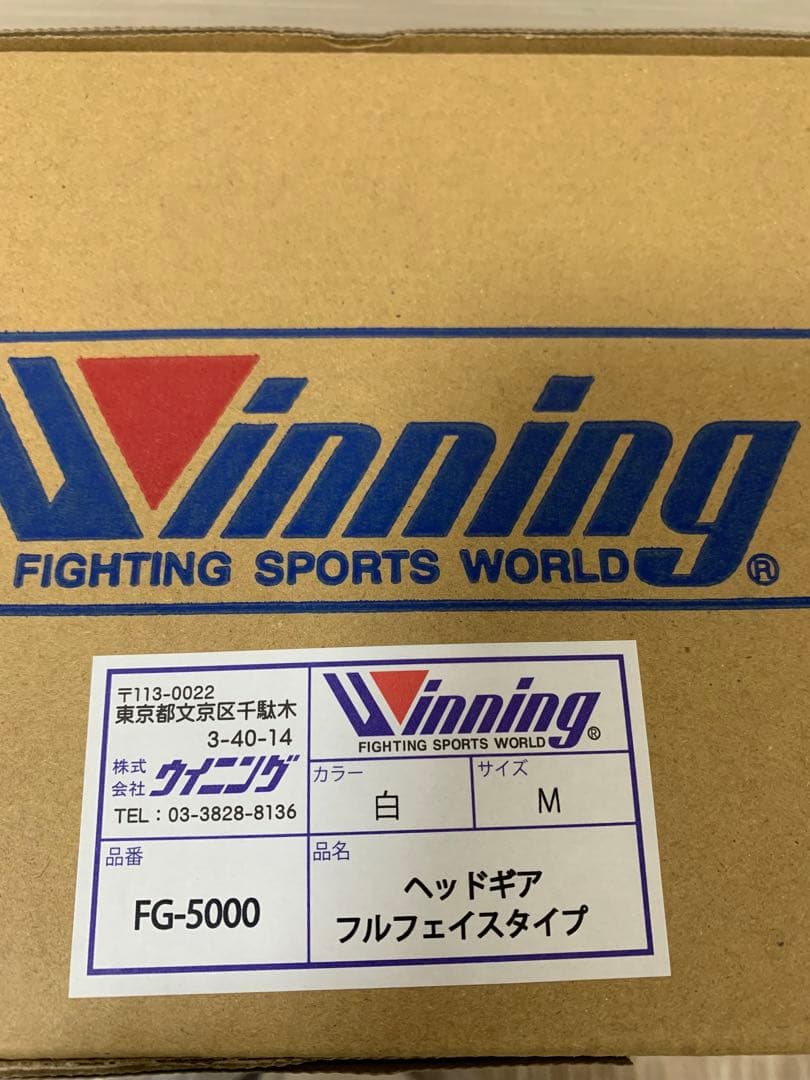 Winning
FIGHTING SPORTS WORLD®
〒113-0022
東京都文京区千駄木
3-40-14
株式会社 ウイニング
TEL：03-3828-8136
Winning
FIGHTING SPORTS WORLD®
カラー
白
サイズ
M
品番
FG-5000
品名
ヘッドギア
フルフェイスタイプ